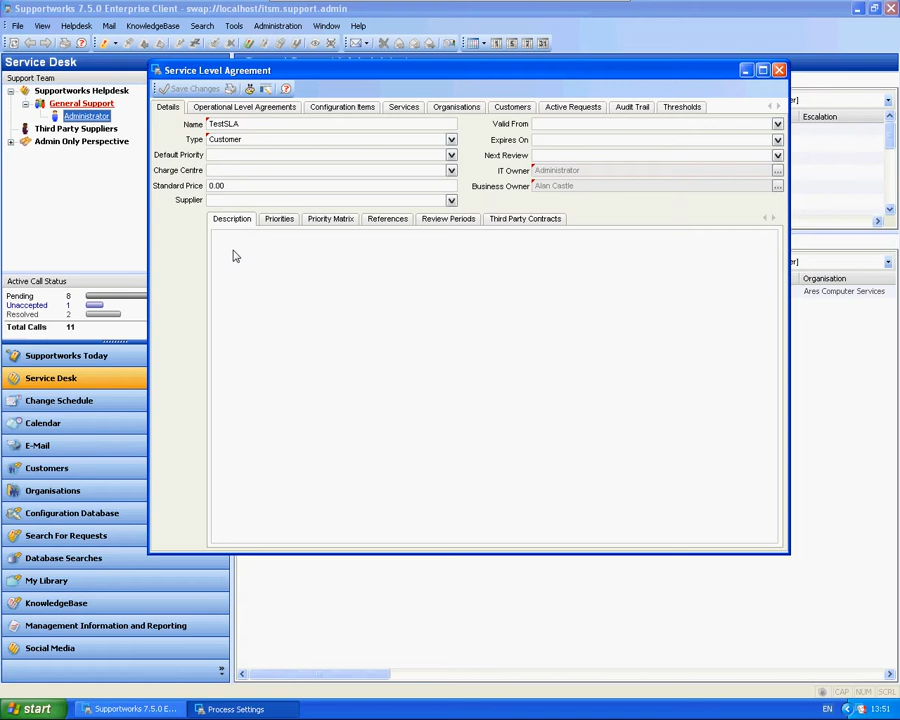 Supportworks 7.5.0 Enterprise Client - swap://localhost/itsm.support.admin
File View Helpdesk Mail KnowledgeBase Search Tools Administration Window Help
Service Desk
Support Team
Supportworks Helpdesk
General Support
Administrator
Third Party Suppliers
Admin Only Perspective
Active Call Status
Pending 8
Unaccepted 1
Resolved 2
Total Calls 11
Supportworks Today
Service Desk
Change Schedule
Calendar
E-Mail
Customers
Organisations
Configuration Database
Search For Requests
Database Searches
My Library
KnowledgeBase
Management Information and Reporting
Social Media
Service Level Agreement
Save Changes
Details Operational Level Agreements Configuration Items Services Organisations Customers Active Requests Audit Trail Thresholds
Name TestSLA Valid From
Type Customer Expires On
Default Priority Next Review
Charge Centre IT Owner Administrator
Standard Price 0.00 Business Owner Alan Castle
Supplier
Description Priorities Priority Matrix References Review Periods Third Party Contracts
er]
Escalation
er]
Organisation
Ares Computer Services
CAP NUM SCRL
start Supportworks 7.5.0 E... Process Settings EN 13:51